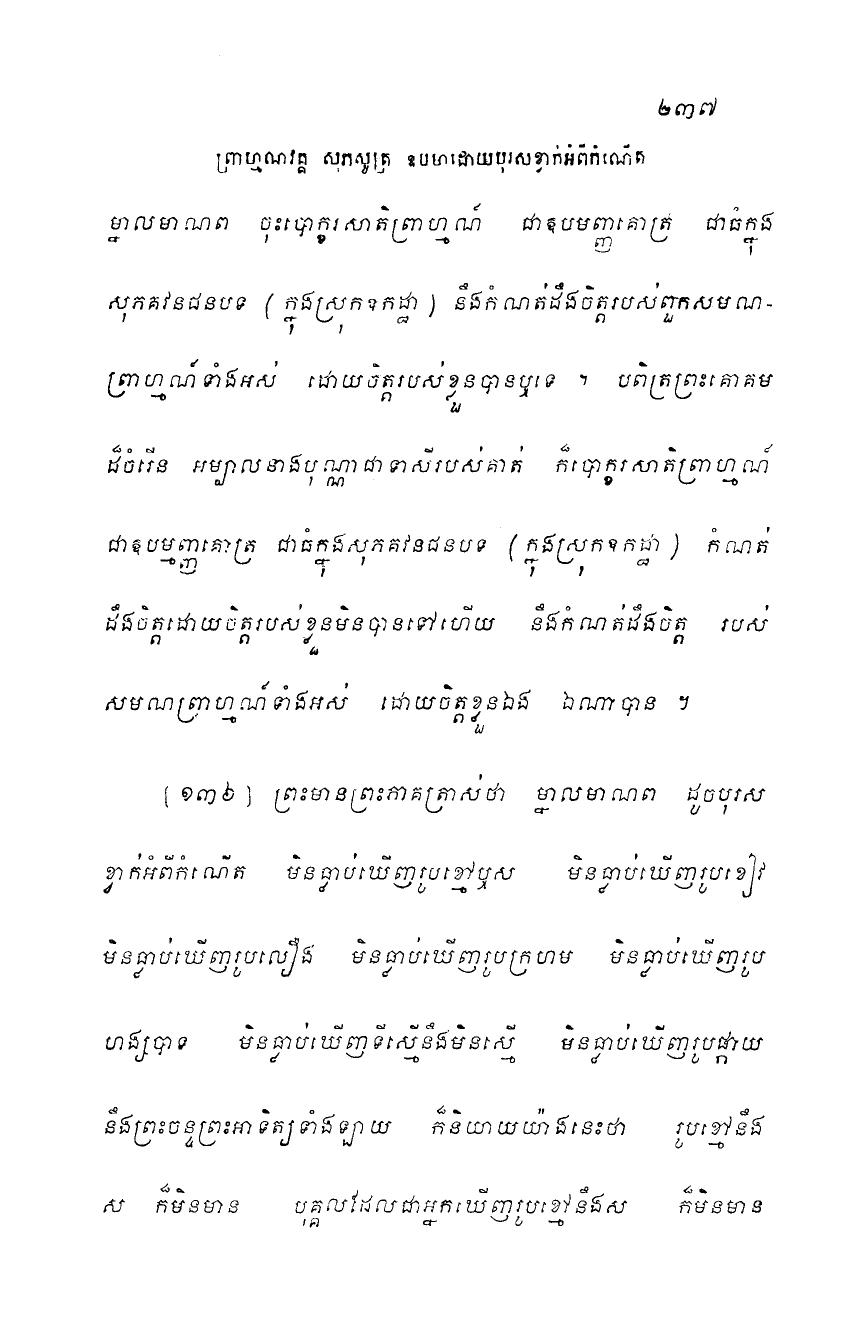 ២៣៧
ព្រាហ្មណវគ្គ សុភសូត្រ ឧបមាដោយបុរសខ្វាក់អំពីកំណើត
ម្នាលមាណព ចុះបោក្ខរសាតិព្រាហ្មណ៍ ជាឧបមញ្ញគោត្រ ជាធំក្នុង
សុភគវនជនបទ (ក្នុងស្រុកឧកដ្ឋា) នឹងកំណត់ដឹងចិត្តរបស់ពួកសមណ-
ព្រាហ្មណ៍ទាំងអស់ ដោយចិត្តរបស់ខ្លួនបានឬទេ ។ បពិត្រព្រះគោតម
ដ៏ចំរើន អម្បាលនាងបុណ្ណាជាទាសីរបស់គាត់ ក៏បោក្ខរសាតិព្រាហ្មណ៍
ជាឧបម្មញ្ញគោត្រ ជាធំក្នុងសុភគវនជនបទ (ក្នុងស្រុកឧកដ្ឋា) កំណត់
ដឹងចិត្តដោយចិត្តរបស់ខ្លួនមិនបានទៅហើយ នឹងកំណត់ដឹងចិត្ត របស់
សមណព្រាហ្មណ៍ទាំងអស់ ដោយចិត្តខ្លួនឯង ឯណាបាន ។
[១៣៦] ព្រះមានព្រះភាគត្រាស់ថា ម្នាលមាណព ដូចបុរស
ខ្វាក់អំពីកំណើត មិនធ្លាប់ឃើញរូបខ្មៅឬស មិនធ្លាប់ឃើញរូបខៀវ
មិនធ្លាប់ឃើញរូបលឿង មិនធ្លាប់ឃើញរូបក្រហម មិនធ្លាប់ឃើញរូប
ហង្សបាទ មិនធ្លាប់ឃើញទីស្មើនឹងមិនស្មើ មិនធ្លាប់ឃើញរូបផ្កាយ
នឹងព្រះចន្ទព្រះអាទិត្យទាំងឡាយ ក៏និយាយយ៉ាងនេះថា រូបខ្មៅនឹង
ស ក៏មិនមាន បុគ្គលដែលជាអ្នកឃើញរូបខ្មៅនឹងស ក៏មិនមាន